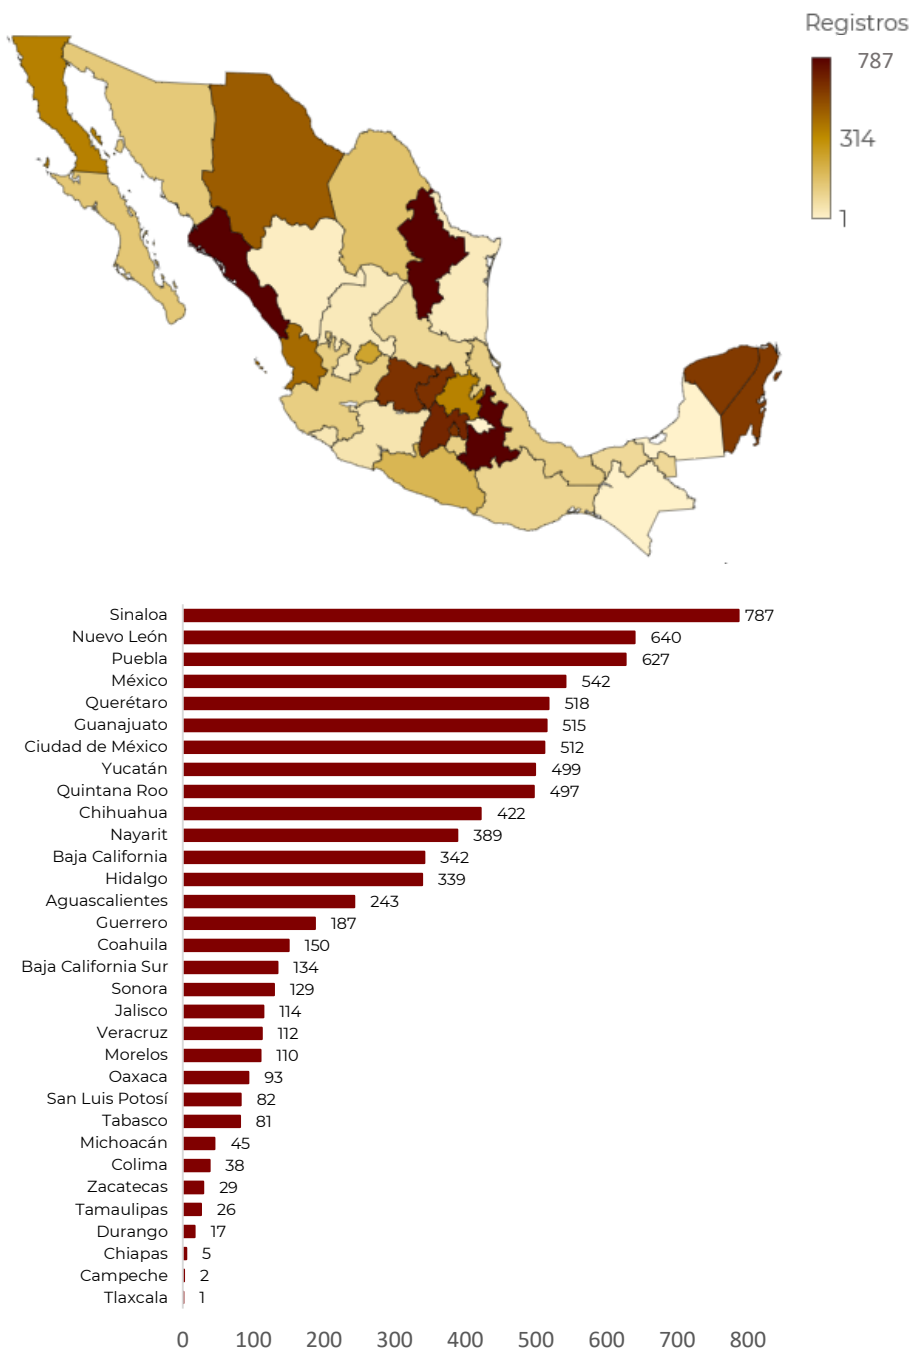 Registros
787
314
1
Sinaloa 787
Nuevo León 640
Puebla 627
México 542
Querétaro 518
Guanajuato 515
Ciudad de México 512
Yucatán 499
Quintana Roo 497
Chihuahua 422
Nayarit 389
Baja California 342
Hidalgo 339
Aguascalientes 243
Guerrero 187
Coahuila 150
Baja California Sur 134
Sonora 129
Jalisco 114
Veracruz 112
Morelos 110
Oaxaca 93
San Luis Potosí 82
Tabasco 81
Michoacán 45
Colima 38
Zacatecas 29
Tamaulipas 26
Durango 17
Chiapas 5
Campeche 2
Tlaxcala 1
0 100 200 300 400 500 600 700 800